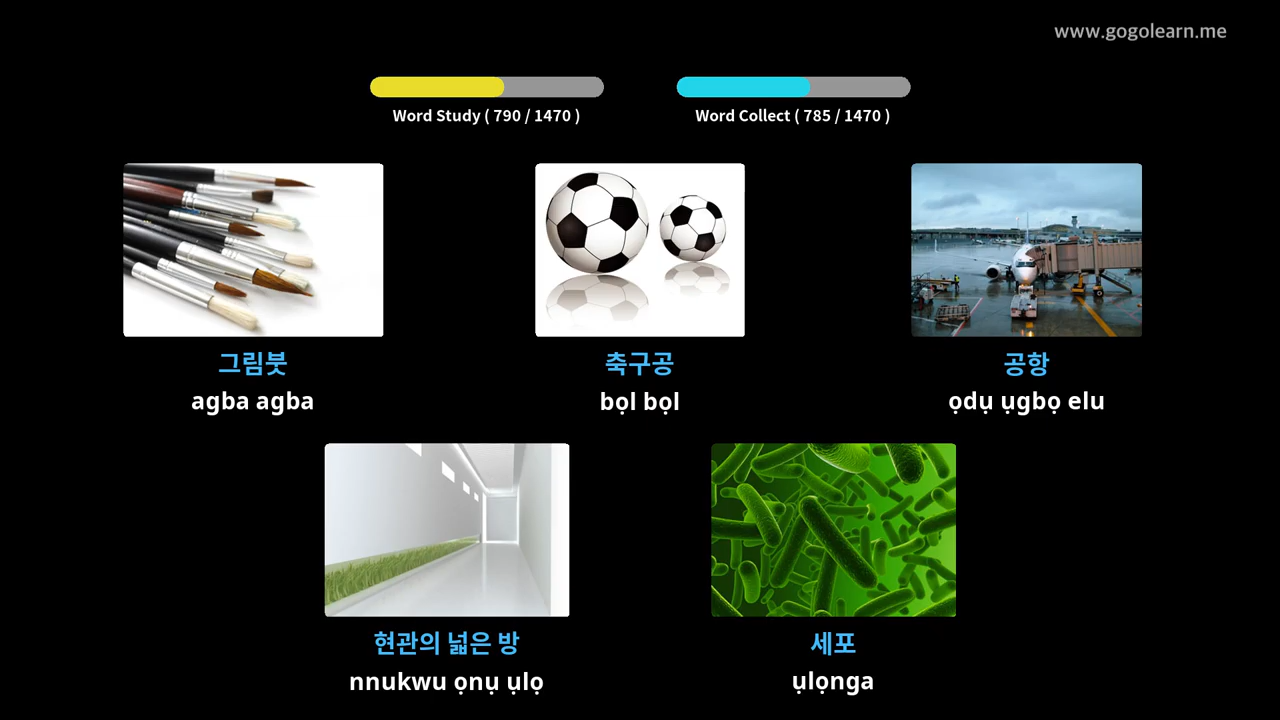 www.gogolearn.me
Word Study ( 790 / 1470 )
Word Collect ( 785 / 1470 )
그림붓
agba agba
축구공
bọl bọl
공항
ọdụ ụgbọ elu
현관의 넓은 방
nnukwu ọnụ ụlọ
세포
ụlọnga